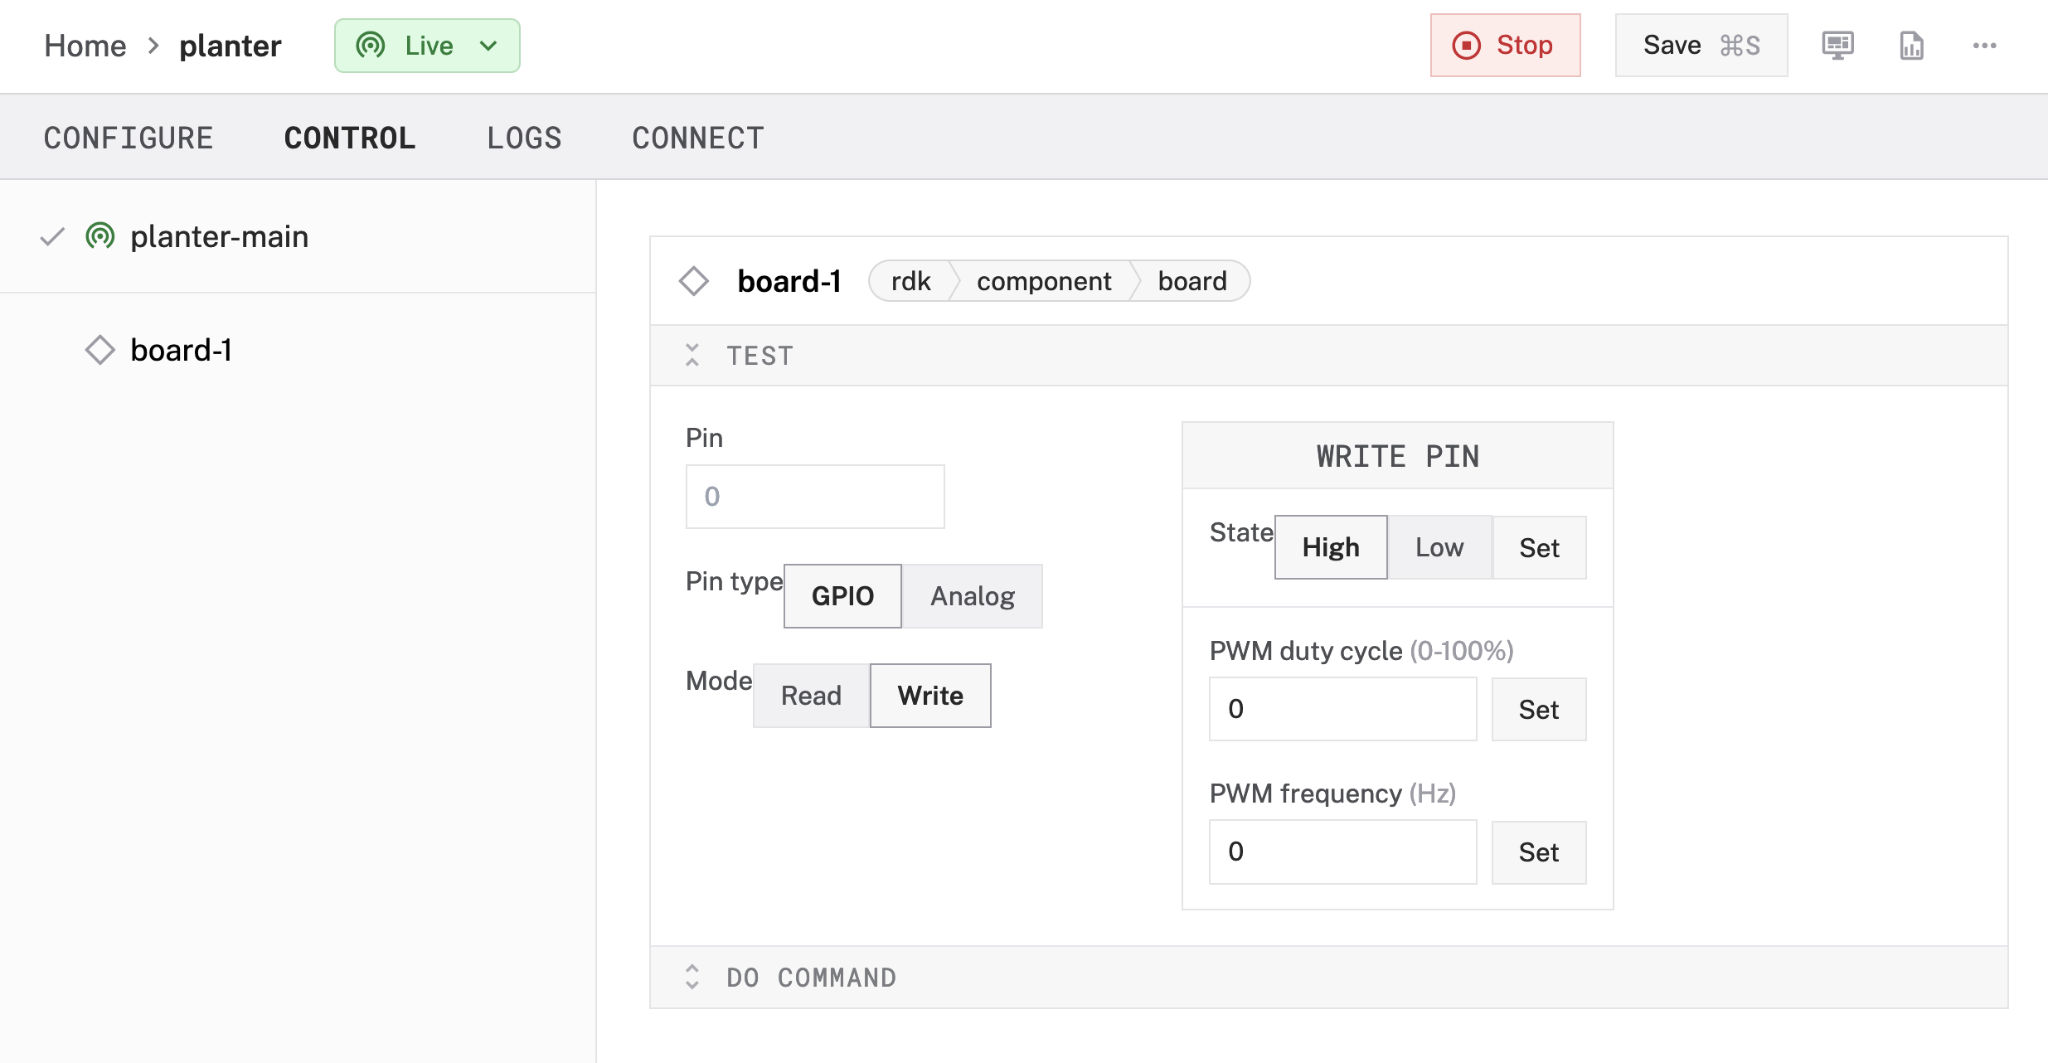 Home > planter Live Stop Save ⌘S
CONFIGURE CONTROL LOGS CONNECT
planter-main
board-1
board-1 rdk component board
TEST
Pin
0
Pin type GPIO Analog
Mode Read Write
WRITE PIN
State High Low Set
PWM duty cycle (0-100%)
0 Set
PWM frequency (Hz)
0 Set
DO COMMAND